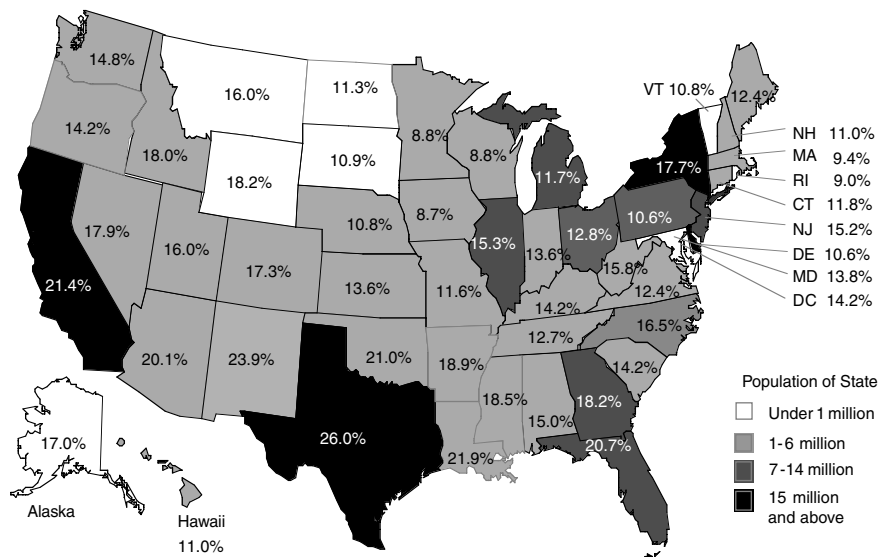 14.8%
16.0%
11.3%
8.8%
VT 10.8%
12.4%
14.2%
18.0%
10.9%
8.8%
11.7%
17.7%
NH 11.0%
MA 9.4%
RI 9.0%
CT 11.8%
NJ 15.2%
DE 10.6%
MD 13.8%
DC 14.2%
18.2%
8.7%
10.6%
17.9%
16.0%
10.8%
15.3%
13.6%
12.8%
21.4%
17.3%
13.6%
11.6%
14.2%
15.8%
12.4%
20.1%
23.9%
21.0%
18.9%
12.7%
16.5%
14.2%
26.0%
18.5%
15.0%
18.2%
21.9%
20.7%
17.0%
Alaska
Hawaii
11.0%
Population of State
Under 1 million
1-6 million
7-14 million
15 million
and above